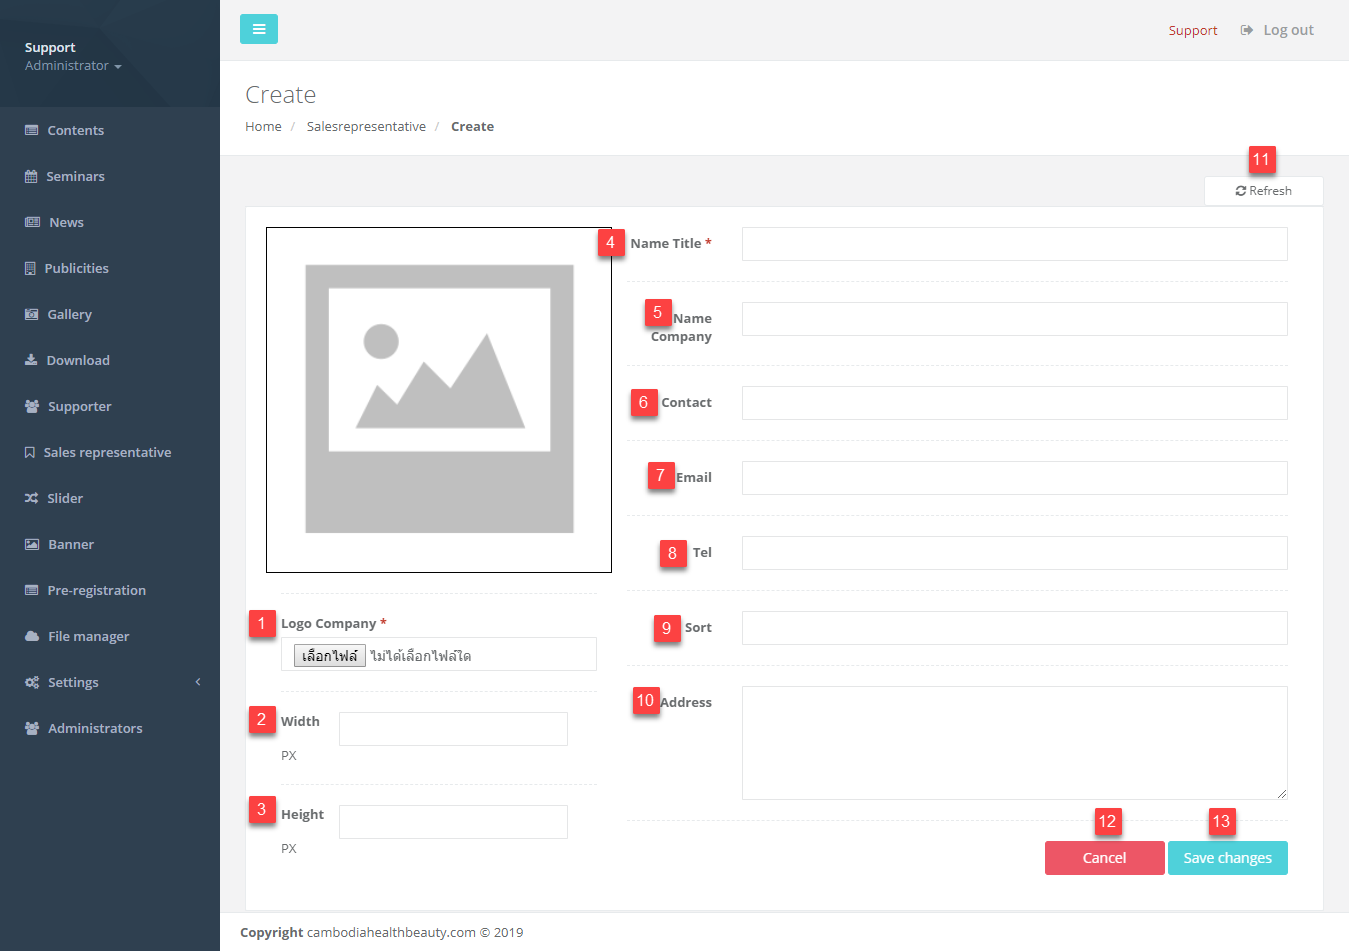 Support
Administrator
Contents
Seminars
News
Publicities
Gallery
Download
Supporter
Sales representative
Slider
Banner
Pre-registration
File manager
Settings
Administrators
Support Log out
Create
Home / Salesrepresentative / Create
11
Refresh
1 Logo Company *
เลือกไฟล์ ไม่ได้เลือกไฟล์ใด
2 Width
PX
3 Height
PX
4 Name Title *
5 Name
Company
6 Contact
7 Email
8 Tel
9 Sort
10 Address
12 13
Cancel Save changes
Copyright cambodiahealthbeauty.com © 2019